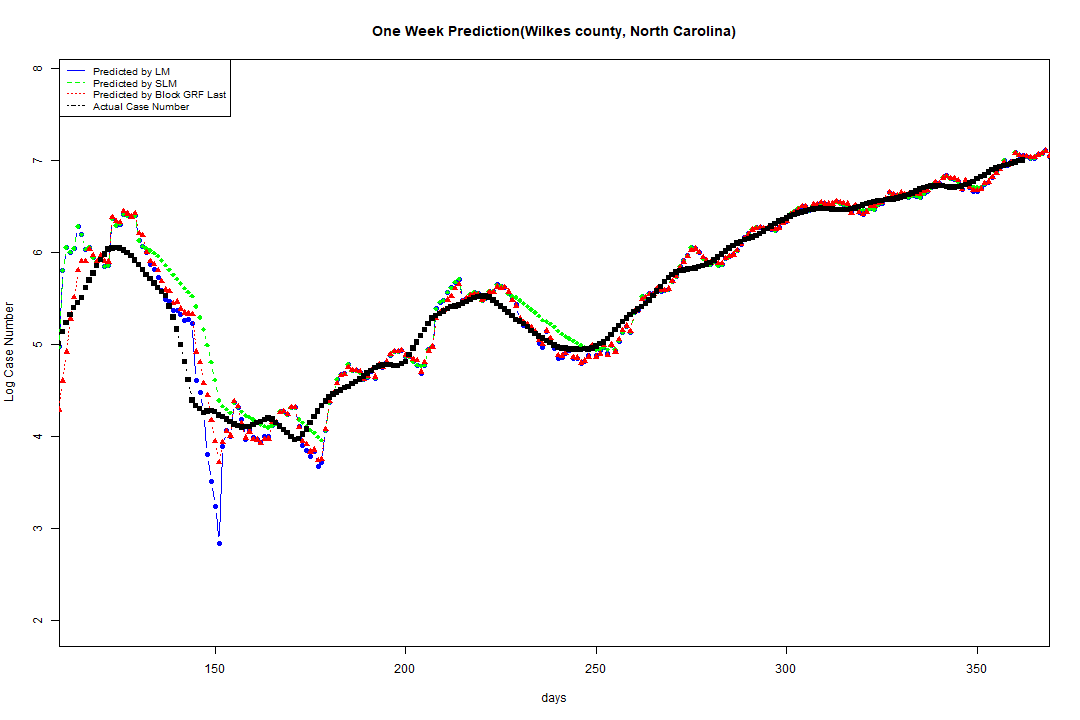 One Week Prediction(Wilkes county, North Carolina)
Predicted by LM
Predicted by SLM
Predicted by Block GRF Last
Actual Case Number
8
7
6
5
4
3
2
Log Case Number
150
200
250
300
350
days